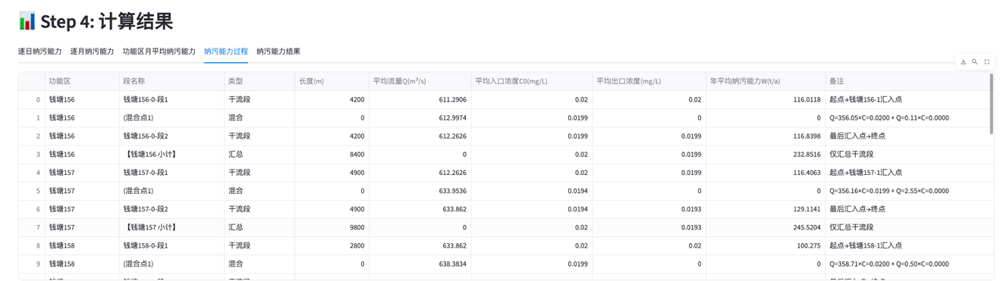 Step 4: 计算结果
逐日纳污能力 逐月纳污能力 功能区月平均纳污能力 纳污能力过程 纳污能力结果
功能区 段名称 类型 长度(m) 平均流量Q(m³/s) 平均入口浓度C0(mg/L) 平均出口浓度(mg/L) 年平均纳污能力W(t/a) 备注
0 钱塘156 钱塘156-0-段1 干流段 4200 611.2906 0.02 0.02 116.0118 起点→钱塘156-1汇入点
1 钱塘156 (混合点1) 混合 0 612.9974 0.0199 0 0 Q=356.05×C=0.0200 + Q=0.11×C=0.0000
2 钱塘156 钱塘156-0-段2 干流段 4200 612.2626 0.0199 0.0199 116.8398 最后汇入点→终点
3 钱塘156 【钱塘156 小计】 汇总 8400 0 0.02 0.0199 232.8516 仅汇总干流段
4 钱塘157 钱塘157-0-段1 干流段 4900 612.2626 0.02 0.0199 116.4063 起点→钱塘157-1汇入点
5 钱塘157 (混合点1) 混合 0 633.9536 0.0194 0 0 Q=356.16×C=0.0199 + Q=2.55×C=0.0000
6 钱塘157 钱塘157-0-段2 干流段 4900 633.862 0.0194 0.0193 129.1141 最后汇入点→终点
7 钱塘157 【钱塘157 小计】 汇总 9800 0 0.02 0.0193 245.5204 仅汇总干流段
8 钱塘158 钱塘158-0-段1 干流段 2800 633.862 0.02 0.02 100.275 起点→钱塘158-1汇入点
9 钱塘158 (混合点1) 混合 0 638.3834 0.0199 0 0 Q=358.71×C=0.0200 + Q=0.50×C=0.0000